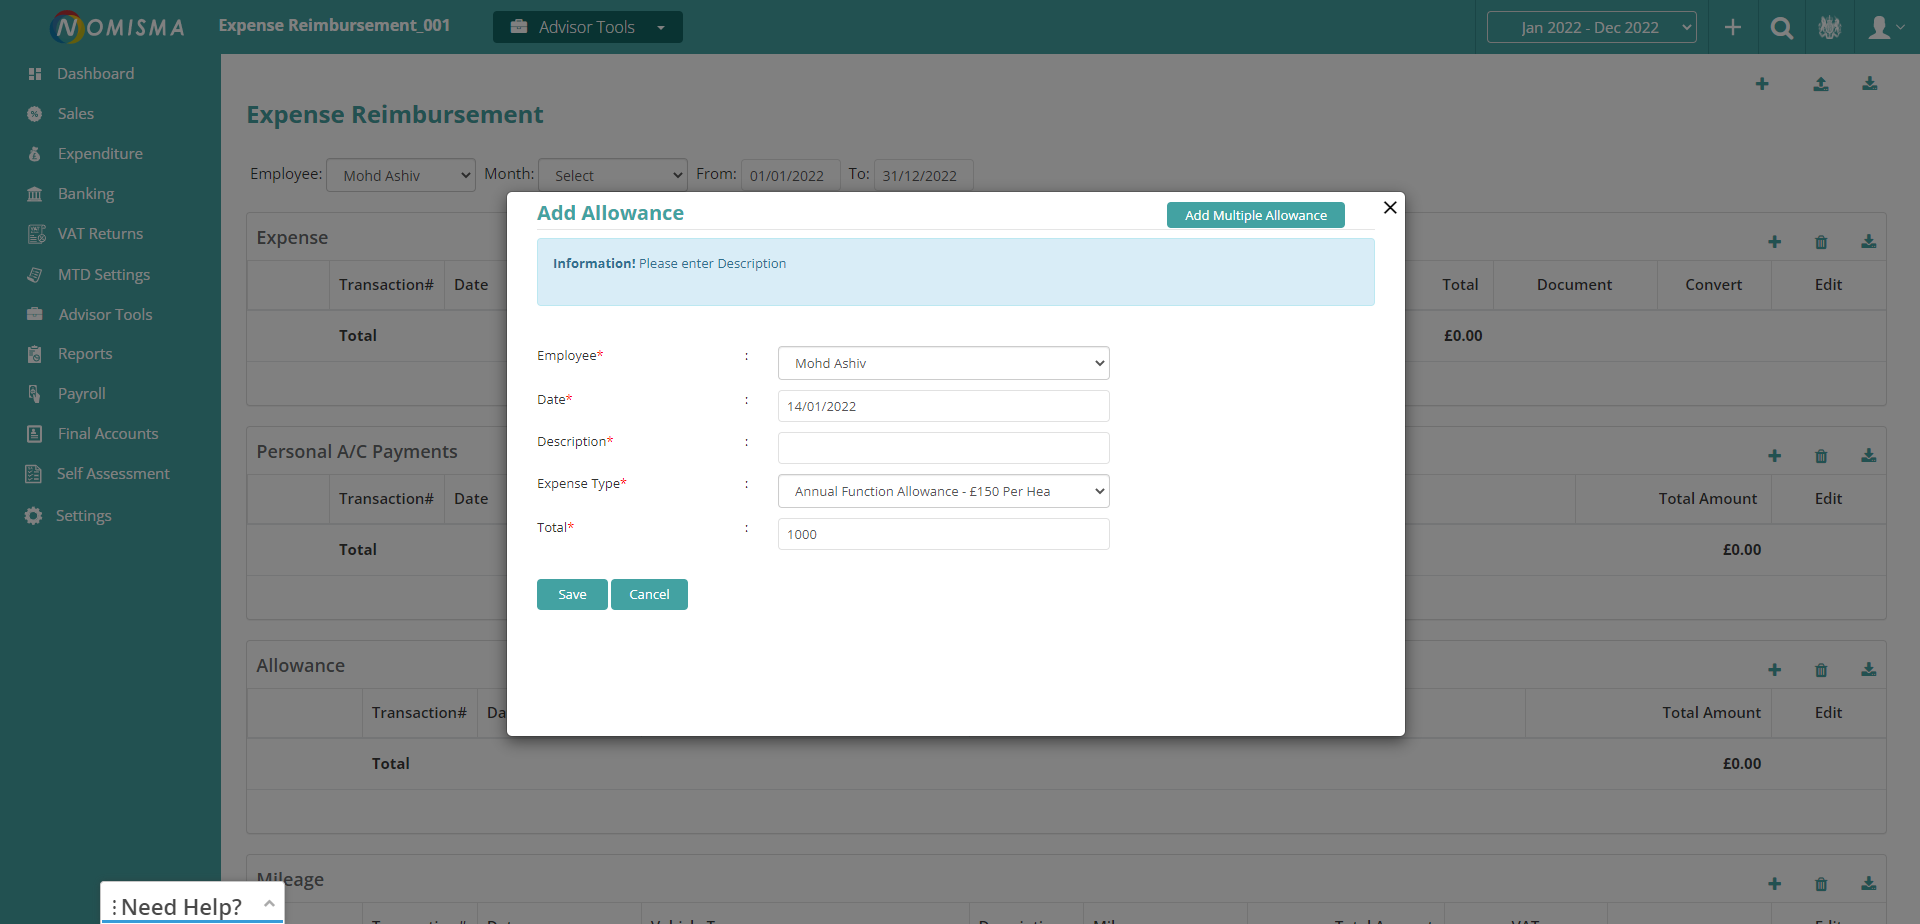 NOMISMA
Expense Reimbursement_001
Advisor Tools
Jan 2022 - Dec 2022
Dashboard
Sales
Expenditure
Banking
VAT Returns
MTD Settings
Advisor Tools
Reports
Payroll
Final Accounts
Self Assessment
Settings
Expense Reimbursement
Employee: Mohd Ashiv Month: Select From: 01/01/2022 To: 31/12/2022
Expense
Transaction# Date Total Document Convert Edit
Total £0.00
Personal A/C Payments
Transaction# Date Total Amount Edit
Total £0.00
Allowance
Transaction# Da Total Amount Edit
Total £0.00
Mileage
Add Allowance
Add Multiple Allowance
Information! Please enter Description
Employee* : Mohd Ashiv
Date* : 14/01/2022
Description* :
Expense Type* : Annual Function Allowance - £150 Per Hea
Total* : 1000
Save Cancel
Need Help?